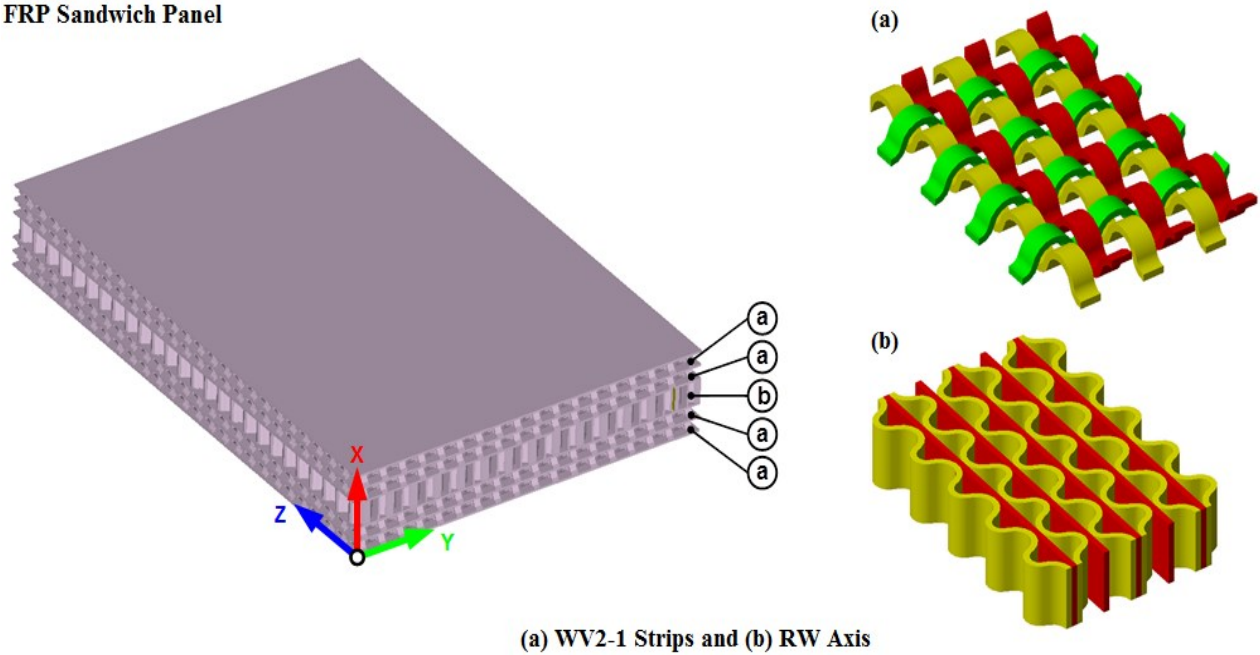 FRP Sandwich Panel
(a)
a
a
b
a
a
X
Z
Y
(b)
(a) WV2-1 Strips and (b) RW Axis